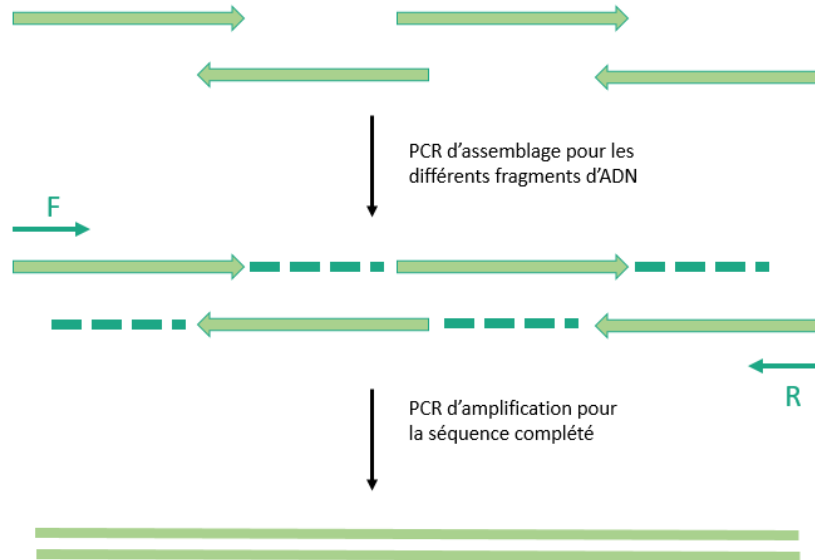 PCR d’assemblage pour les
différents fragments d’ADN
F
R
PCR d’amplification pour
la séquence complété